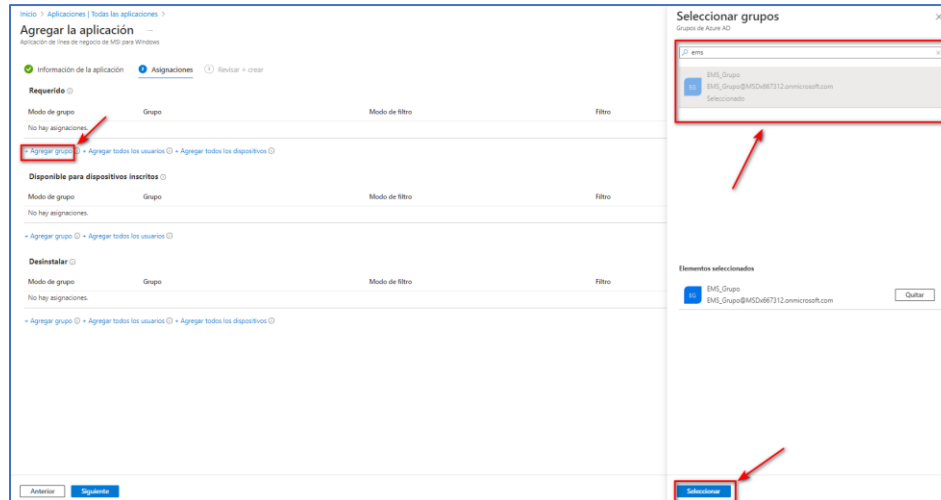 Inicio > Aplicaciones | Todas las aplicaciones >
Agregar la aplicación ...
Aplicación de línea de negocio de MSI para Windows
Información de la aplicación 2 Asignaciones 3 Revisar + crear
Requerido
Modo de grupo Grupo Modo de filtro Filtro
No hay asignaciones.
+ Agregar grupo + Agregar todos los usuarios + Agregar todos los dispositivos
Disponible para dispositivos inscritos
Modo de grupo Grupo Modo de filtro Filtro
No hay asignaciones.
+ Agregar grupo + Agregar todos los usuarios
Desinstalar
Modo de grupo Grupo Modo de filtro Filtro
No hay asignaciones.
+ Agregar grupo + Agregar todos los usuarios + Agregar todos los dispositivos
Anterior Siguiente
Seleccionar grupos
Grupos de Azure AD
ems
EG EMS_Grupo
EMS_Grupo@MSDx667312.onmicrosoft.com
Seleccionado
Elementos seleccionados
EG EMS_Grupo
EMS_Grupo@MSDx667312.onmicrosoft.com
Quitar
Seleccionar